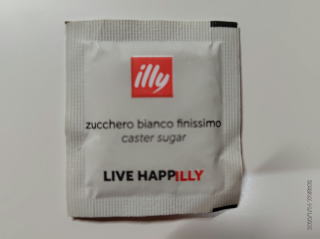 illy
zucchero bianco finissimo
caster sugar
LIVE HAPPILLY